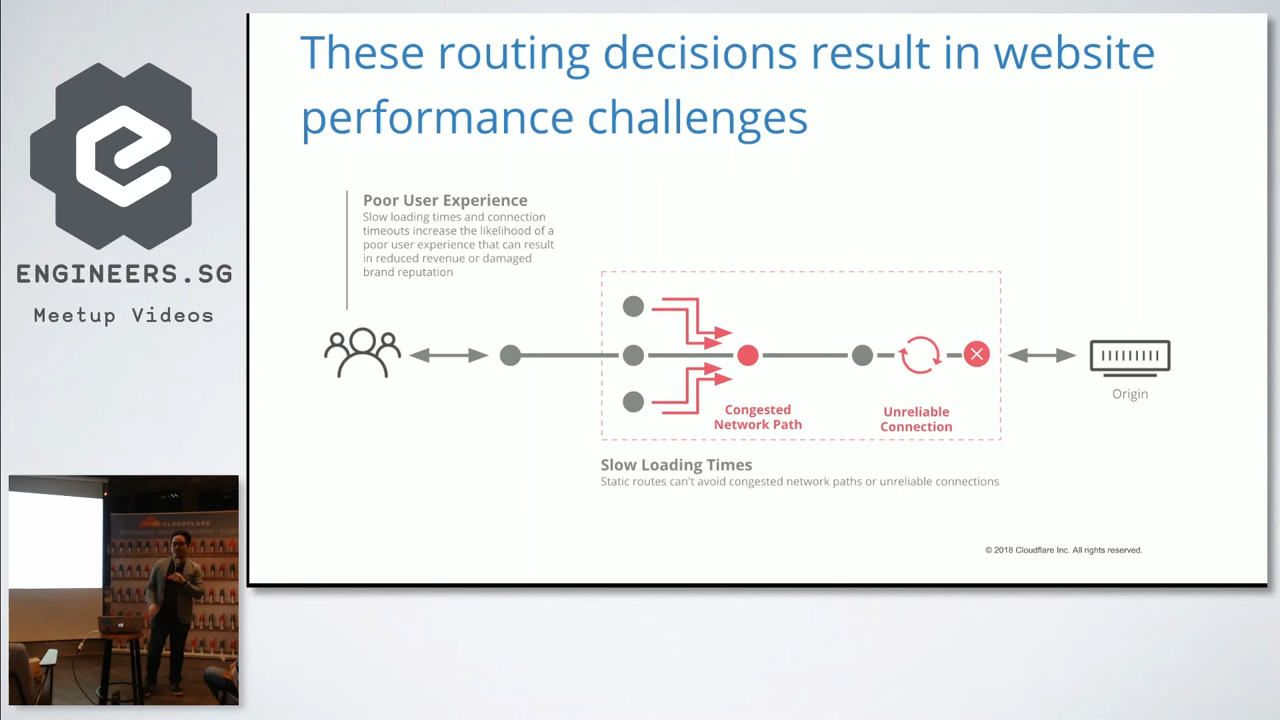 These routing decisions result in website
performance challenges
ENGINEERS.SG
Meetup Videos
Poor User Experience
Slow loading times and connection
timeouts increase the likelihood of a
poor user experience that can result
in reduced revenue or damaged
brand reputation
Congested
Network Path
Unreliable
Connection
Origin
Slow Loading Times
Static routes can't avoid congested network paths or unreliable connections
© 2018 Cloudflare Inc. All rights reserved.
CLOUDFLARE